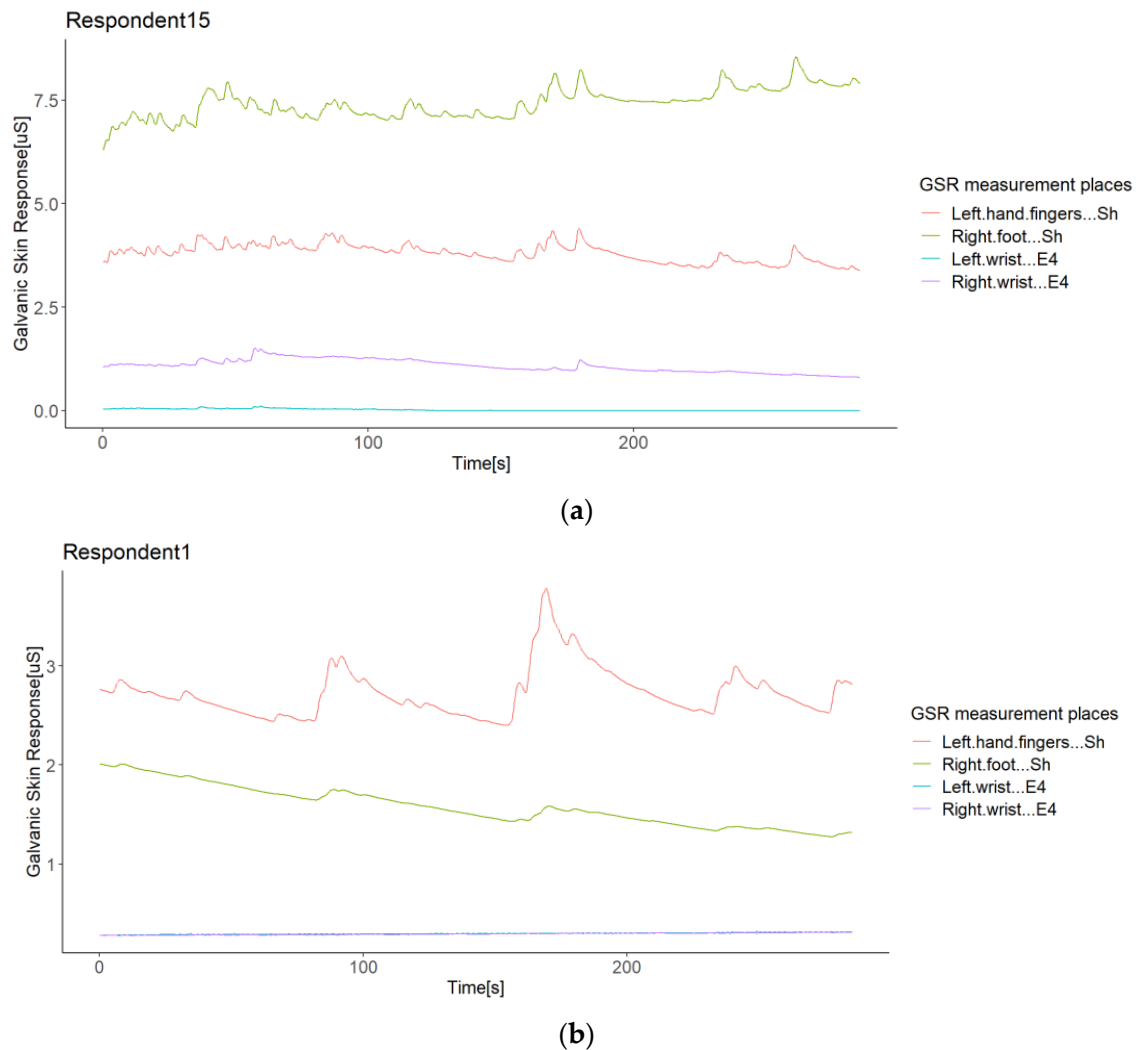 Respondent15
Galvanic Skin Response[uS]
7.5
5.0
2.5
0.0
0
100
200
Time[s]
GSR measurement places
Left.hand.fingers...Sh
Right.foot...Sh
Left.wrist...E4
Right.wrist...E4
(a)
Respondent1
Galvanic Skin Response[uS]
3
2
1
0
100
200
Time[s]
GSR measurement places
Left.hand.fingers...Sh
Right.foot...Sh
Left.wrist...E4
Right.wrist...E4
(b)